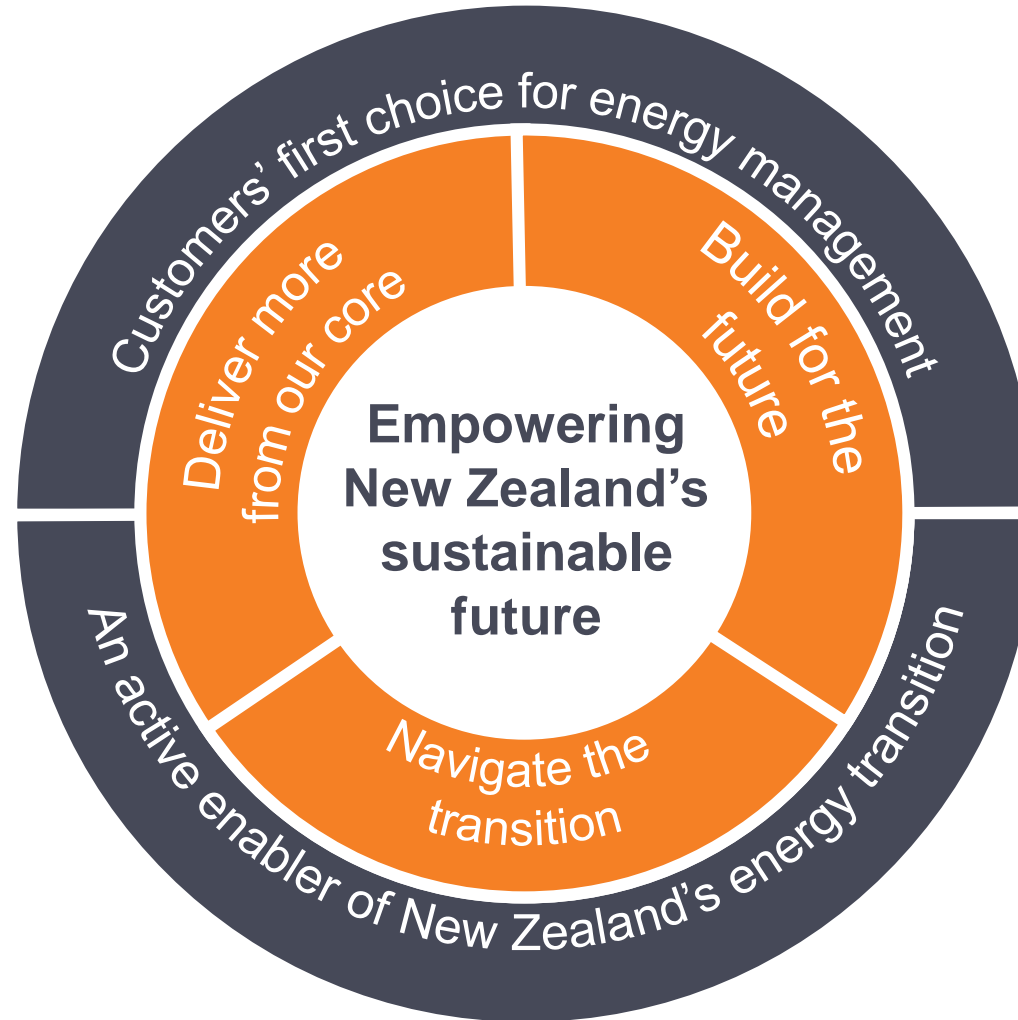 Customers’ first choice for energy management
Deliver more
from our core
Build for the
future
Empowering
New Zealand’s
sustainable
future
Navigate the
transition
An active enabler of New Zealand’s energy transition